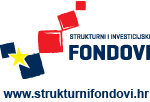 STRUKTURNI I INVESTICIJSKI
FONDOVI
www.strukturnifondovi.hr